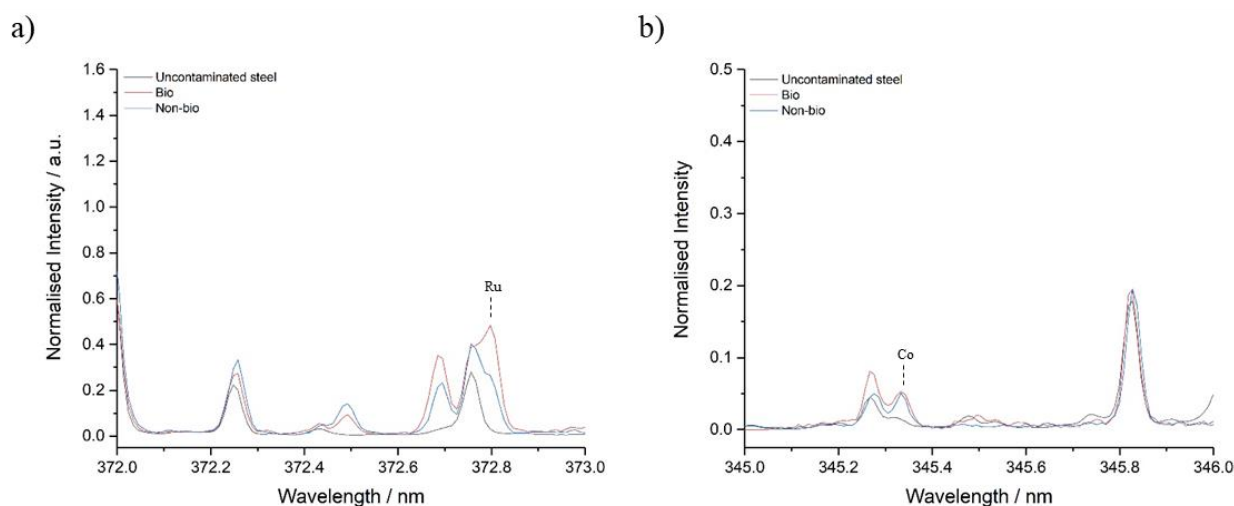 a)
b)
Uncontaminated steel
Bio
Non-bio
1.6
1.4
1.2
1.0
0.8
0.6
0.4
0.2
0.0
Normalised Intensity / a.u.
Ru
372.0 372.2 372.4 372.6 372.8 373.0
Wavelength / nm
Uncontaminated steel
Bio
Non-bio
0.5
0.4
0.3
0.2
0.1
0.0
Normalised Intensity
Co
345.0 345.2 345.4 345.6 345.8 346.0
Wavelength / nm